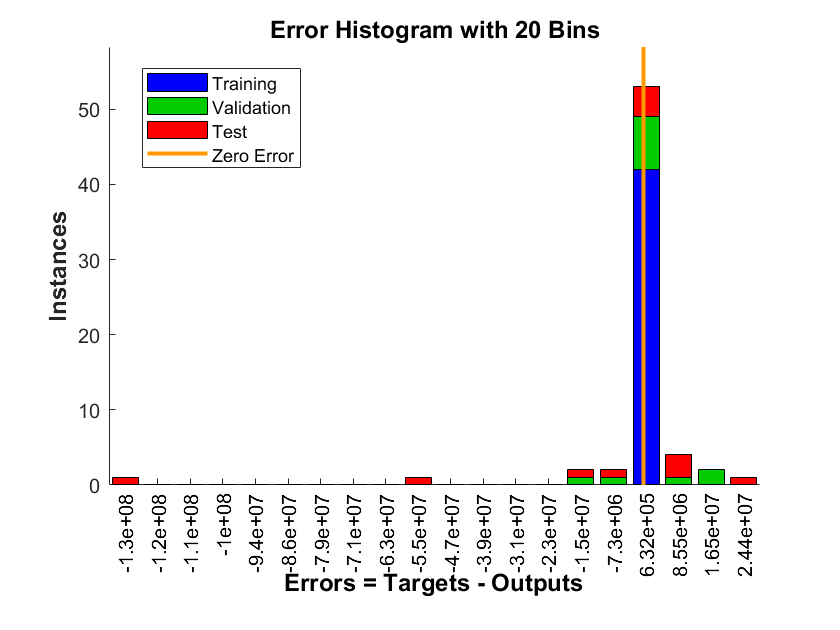 Error Histogram with 20 Bins
Training
Validation
Test
Zero Error
50
40
30
20
10
0
Instances
-1.3e+08
-1.2e+08
-1.1e+08
-1e+08
-9.4e+07
-8.6e+07
-7.9e+07
-7.1e+07
-6.3e+07
-5.5e+07
-4.7e+07
-3.9e+07
-3.1e+07
-2.3e+07
-1.5e+07
-7.3e+06
6.32e+05
8.55e+06
1.65e+07
2.44e+07
Errors = Targets - Outputs